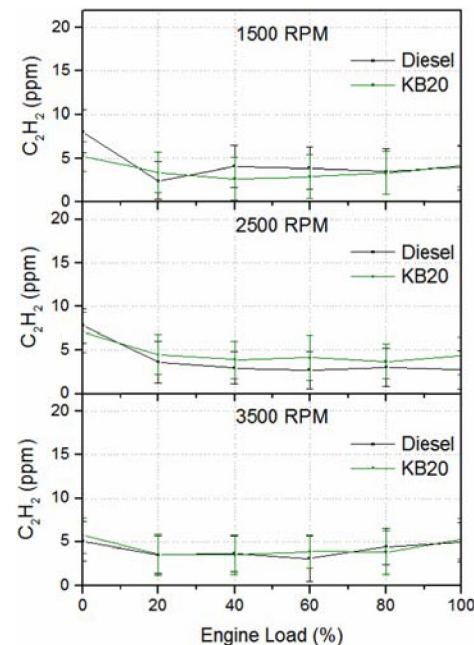 20
15
10
5
0
C₂H₂ (ppm)
1500 RPM
Diesel
KB20
20
15
10
5
0
C₂H₂ (ppm)
2500 RPM
Diesel
KB20
20
15
10
5
0
C₂H₂ (ppm)
3500 RPM
Diesel
KB20
0 20 40 60 80 100
Engine Load (%)